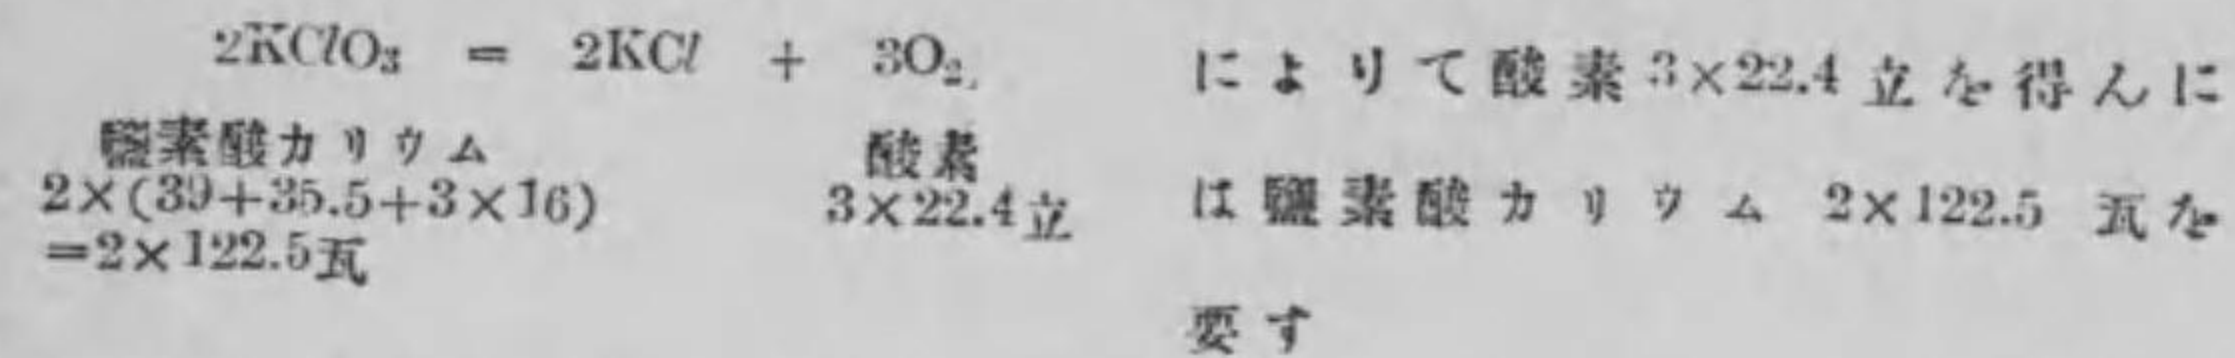 2KClO₃ = 2KCl + 3O₂,
鹽素酸カリウム 酸素
2×(39+35.5+3×16) 3×22.4立
=2×122.5瓦
によりて酸素3×22.4立を得んに
は鹽素酸カリウム 2×122.5 瓦を
要す